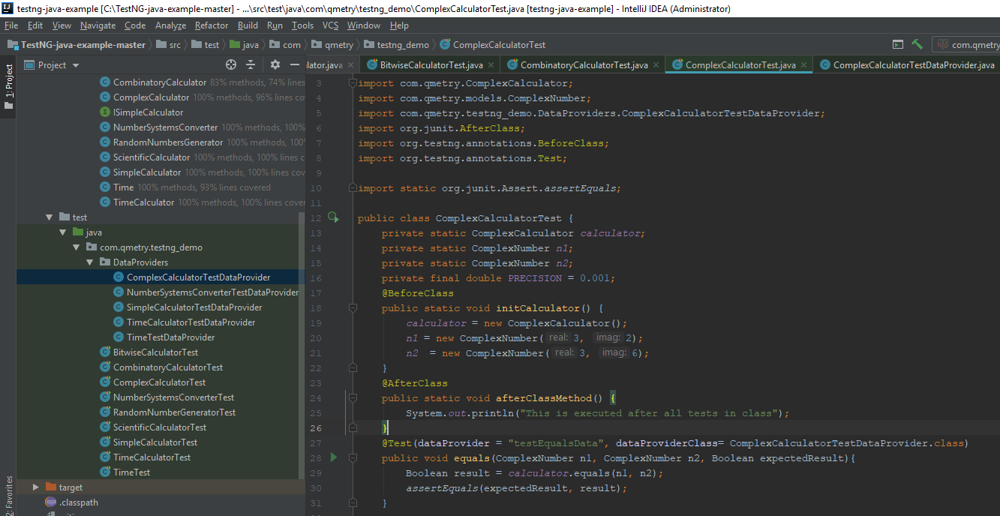 testng-java-example [C:\TestNG-java-example-master] - ...\src\test\java\com\qmetry\testng_demo\ComplexCalculatorTest.java [testng-java-example] - IntelliJ IDEA (Administrator)
File Edit View Navigate Code Analyze Refactor Build Run Tools VCS Window Help
TestNG-java-example-master src test java com qmetry testng_demo ComplexCalculatorTest com.qmetry
Project
lator.java BitwiseCalculatorTest.java CombinatoryCalculatorTest.java ComplexCalculatorTest.java ComplexCalculatorTestDataProvider.java
1: Project
2: Favorites
CombinatoryCalculator 83% methods, 74% lines
ComplexCalculator 100% methods, 96% lines co
ISimpleCalculator
NumberSystemsConverter 100% methods, 100%
RandomNumbersGenerator 100% methods, 100%
ScientificCalculator 100% methods, 100% lines c
SimpleCalculator 100% methods, 100% lines cov
Time 100% methods, 93% lines covered
TimeCalculator 100% methods, 100% lines cover
test
java
com.qmetry.testng_demo
DataProviders
ComplexCalculatorTestDataProvider
NumberSystemsConverterTestDataProvider
SimpleCalculatorTestDataProvider
TimeCalculatorTestDataProvider
TimeTestDataProvider
BitwiseCalculatorTest
CombinatoryCalculatorTest
ComplexCalculatorTest
NumberSystemsConverterTest
RandomNumberGeneratorTest
ScientificCalculatorTest
SimpleCalculatorTest
TimeCalculatorTest
TimeTest
target
.classpath
3 import com.qmetry.ComplexCalculator;
4 import com.qmetry.models.ComplexNumber;
5 import com.qmetry.testng_demo.DataProviders.ComplexCalculatorTestDataProvider;
6 import org.junit.AfterClass;
7 import org.testng.annotations.BeforeClass;
8 import org.testng.annotations.Test;
9
10 import static org.junit.Assert.assertEquals;
11
12 public class ComplexCalculatorTest {
13 private static ComplexCalculator calculator;
14 private static ComplexNumber n1;
15 private static ComplexNumber n2;
16 private final double PRECISION = 0.001;
17 @BeforeClass
18 public static void initCalculator() {
19 calculator = new ComplexCalculator();
20 n1 = new ComplexNumber( real: 3, imag: 2);
21 n2 = new ComplexNumber( real: 3, imag: 6);
22 }
23 @AfterClass
24 public static void afterClassMethod() {
25 System.out.println("This is executed after all tests in class");
26 }
27 @Test(dataProvider = "testEqualsData", dataProviderClass= ComplexCalculatorTestDataProvider.class)
28 public void equals(ComplexNumber n1, ComplexNumber n2, Boolean expectedResult){
29 Boolean result = calculator.equals(n1, n2);
30 assertEquals(expectedResult, result);
31 }